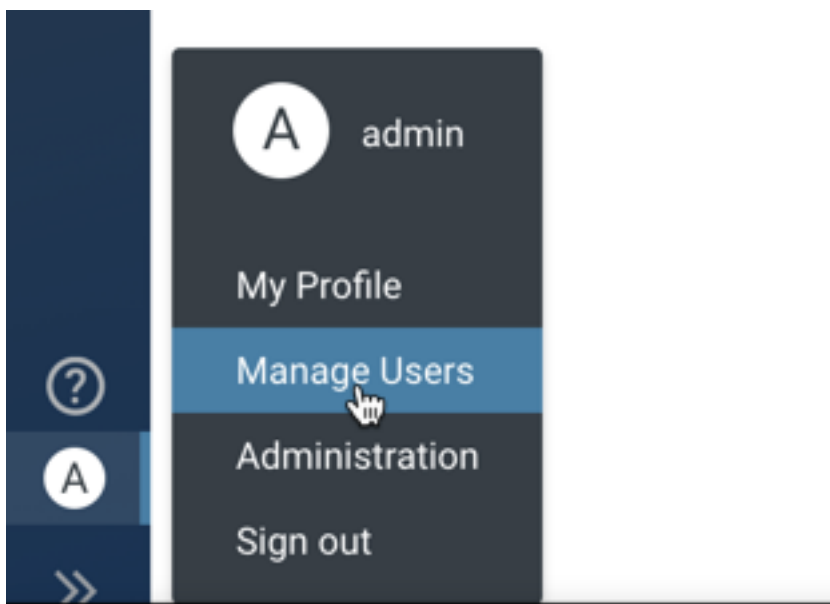 A admin
My Profile
Manage Users
Administration
Sign out
?
A